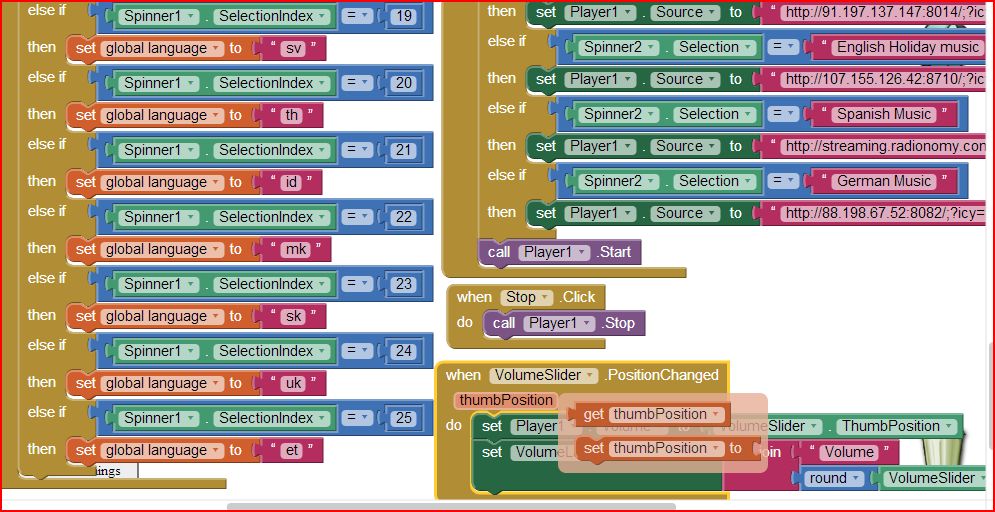 else if Spinner1 . SelectionIndex = 19
then set global language to “ sv ”
else if Spinner1 . SelectionIndex = 20
then set global language to “ th ”
else if Spinner1 . SelectionIndex = 21
then set global language to “ id ”
else if Spinner1 . SelectionIndex = 22
then set global language to “ mk ”
else if Spinner1 . SelectionIndex = 23
then set global language to “ sk ”
else if Spinner1 . SelectionIndex = 24
then set global language to “ uk ”
else if Spinner1 . SelectionIndex = 25
then set global language to “ et ”
ings
then set Player1 . Source to “ http://91.197.137.147:8014/;?ic
else if Spinner2 . Selection = “ English Holiday music
then set Player1 . Source to “ http://107.155.126.42:8710/;?ic
else if Spinner2 . Selection = “ Spanish Music ”
then set Player1 . Source to “ http://streaming.radionomy.con
else if Spinner2 . Selection = “ German Music ”
then set Player1 . Source to “ http://88.198.67.52:8082/;?icy=
call Player1 .Start
when Stop .Click
do call Player1 .Stop
when VolumeSlider .PositionChanged
thumbPosition
get thumbPosition
do set Player1 . Volume to VolumeSlider . ThumbPosition
set thumbPosition to
set VolumeL join “ Volume ”
round VolumeSlider